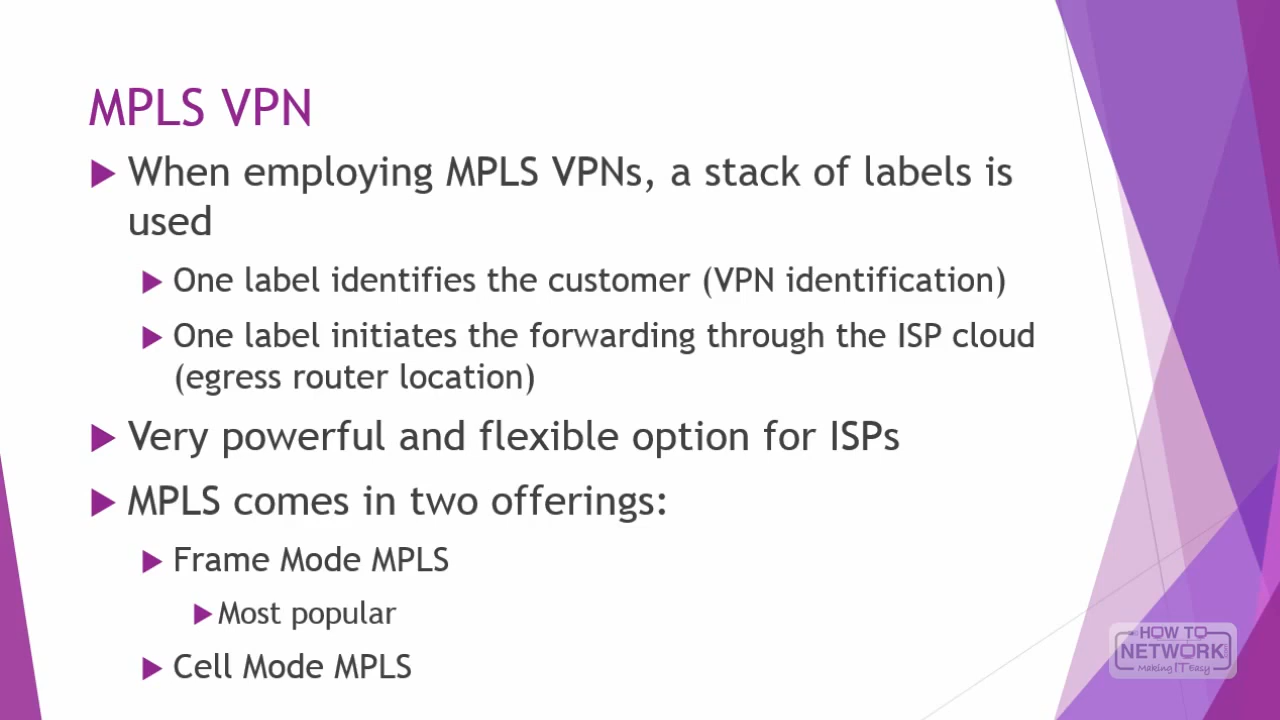 MPLS VPN
When employing MPLS VPNs, a stack of labels is
used
One label identifies the customer (VPN identification)
One label initiates the forwarding through the ISP cloud
(egress router location)
Very powerful and flexible option for ISPs
MPLS comes in two offerings:
Frame Mode MPLS
Most popular
Cell Mode MPLS
HOW TO
NETWORK
Making IT Easy